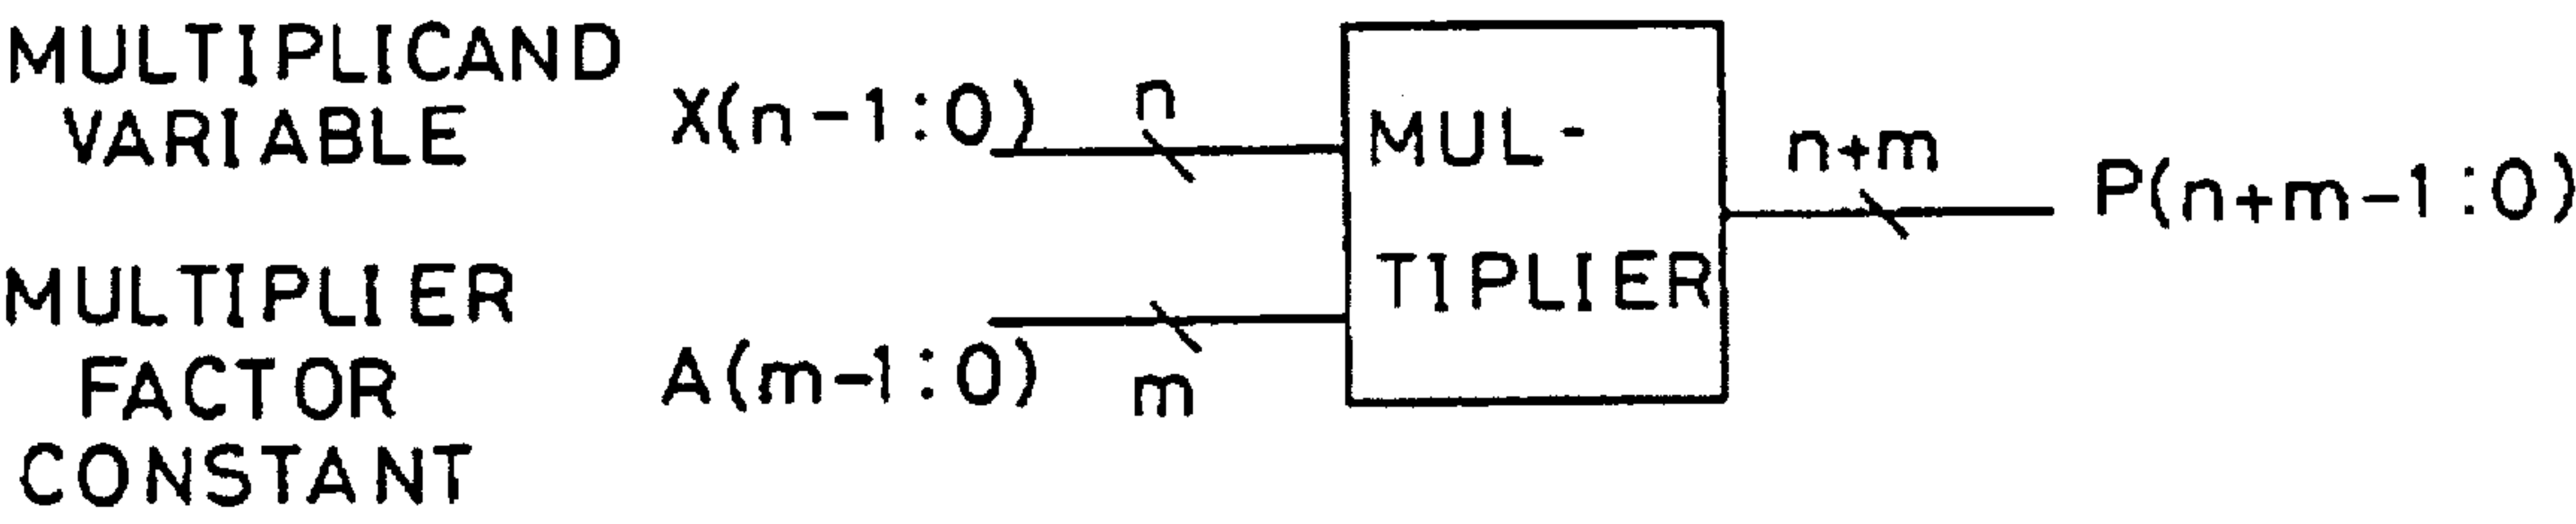 MULTIPLICAND
VARIABLE
X(n-1:0)
n
MUL-
TIPLIER
n+m
P(n+m-1:0)
MULTIPLIER
FACTOR
CONSTANT
A(m-1:0)
m